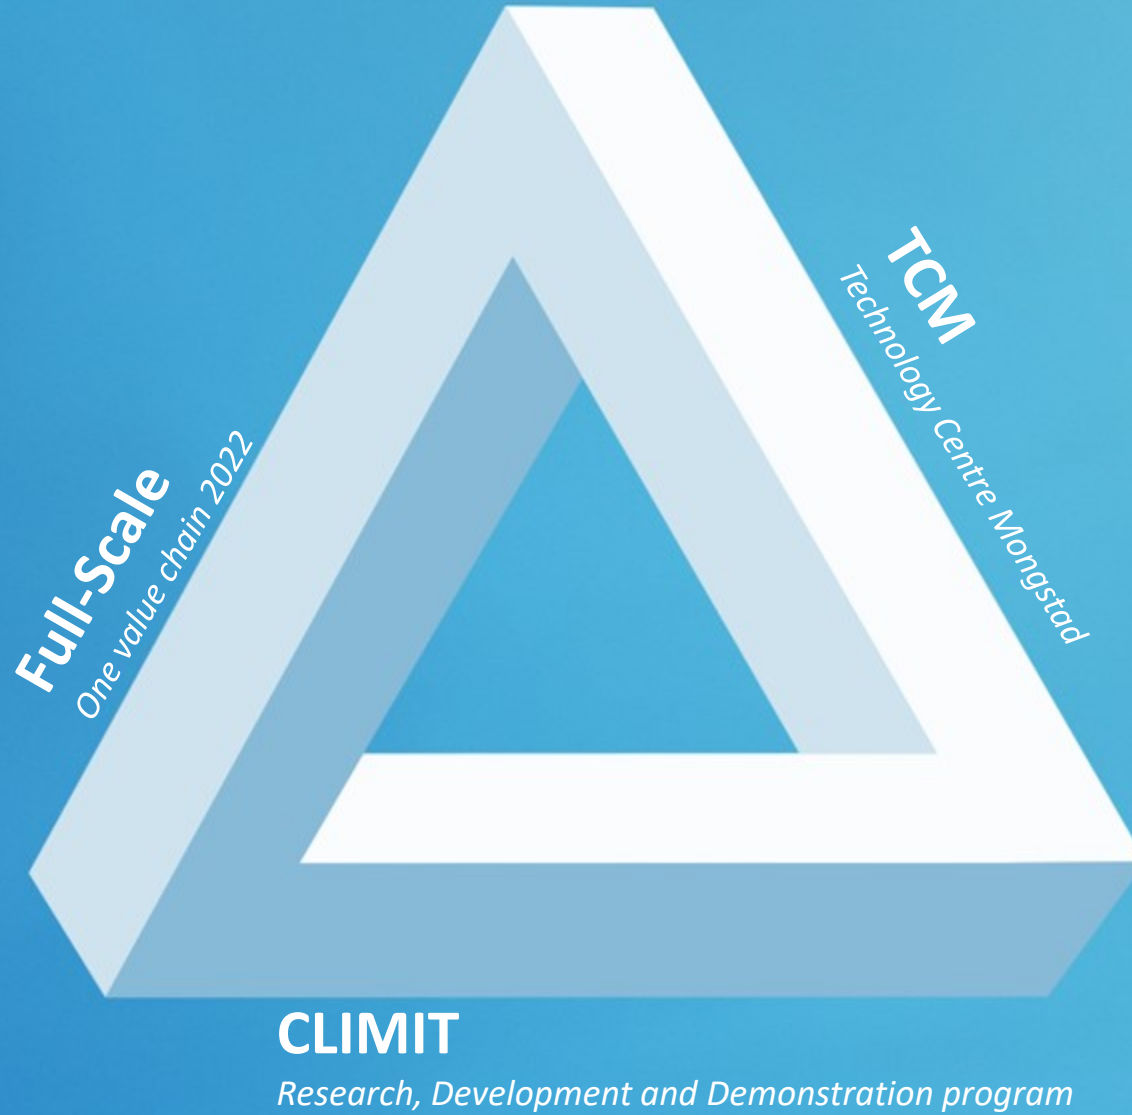 Full-Scale
One value chain 2022
TCM
Technology Centre Mongstad
CLIMIT
Research, Development and Demonstration program